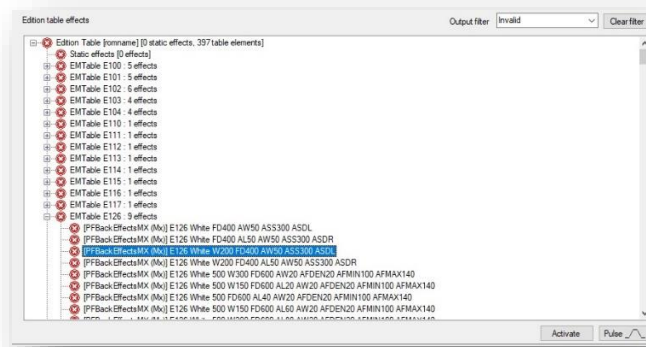 Edition table effects
Output filter Invalid Clear filter
Edition Table [romname] [0 static effects, 397 table elements]
Static effects [0 effects]
EMTable E100 : 5 effects
EMTable E101 : 5 effects
EMTable E102 : 6 effects
EMTable E103 : 4 effects
EMTable E104 : 4 effects
EMTable E110 : 1 effects
EMTable E111 : 1 effects
EMTable E112 : 1 effects
EMTable E113 : 1 effects
EMTable E114 : 1 effects
EMTable E115 : 1 effects
EMTable E116 : 1 effects
EMTable E117 : 1 effects
EMTable E126 : 9 effects
[PFBackEffectsMX (Mx)] E126 White FD400 AW50 ASS300 ASDL
[PFBackEffectsMX (Mx)] E126 White FD400 AL50 AW50 ASS300 ASDR
[PFBackEffectsMX (Mx)] E126 White W200 FD400 AW50 ASS300 ASDL
[PFBackEffectsMX (Mx)] E126 White W200 FD400 AL50 AW50 ASS300 ASDR
[PFBackEffectsMX (Mx)] E126 White 500 W300 FD600 AW20 AFDEN20 AFMIN100 AFMAX140
[PFBackEffectsMX (Mx)] E126 White 500 W150 FD600 AL20 AW20 AFDEN20 AFMIN100 AFMAX140
[PFBackEffectsMX (Mx)] E126 White 500 FD600 AL40 AW20 AFDEN20 AFMIN100 AFMAX140
[PFBackEffectsMX (Mx)] E126 White 500 W150 FD600 AL60 AW20 AFDEN20 AFMIN100 AFMAX140
Activate Pulse